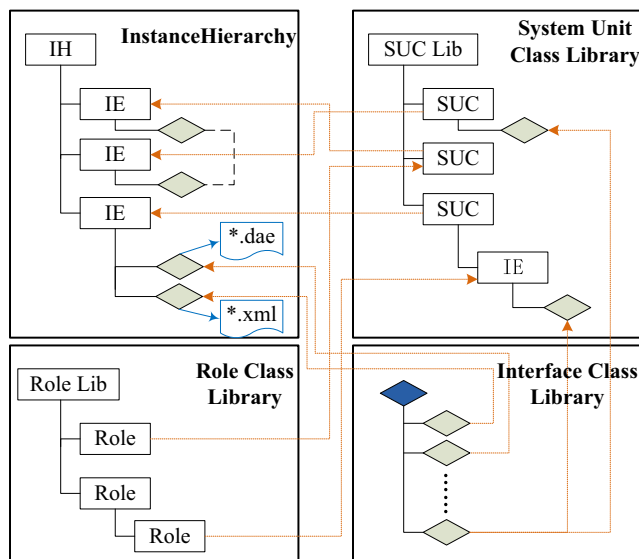 InstanceHierarchy
IH
IE
IE
IE
*.dae
*.xml
System Unit
Class Library
SUC Lib
SUC
SUC
SUC
IE
Role Class
Library
Role Lib
Role
Role
Role
Interface Class
Library